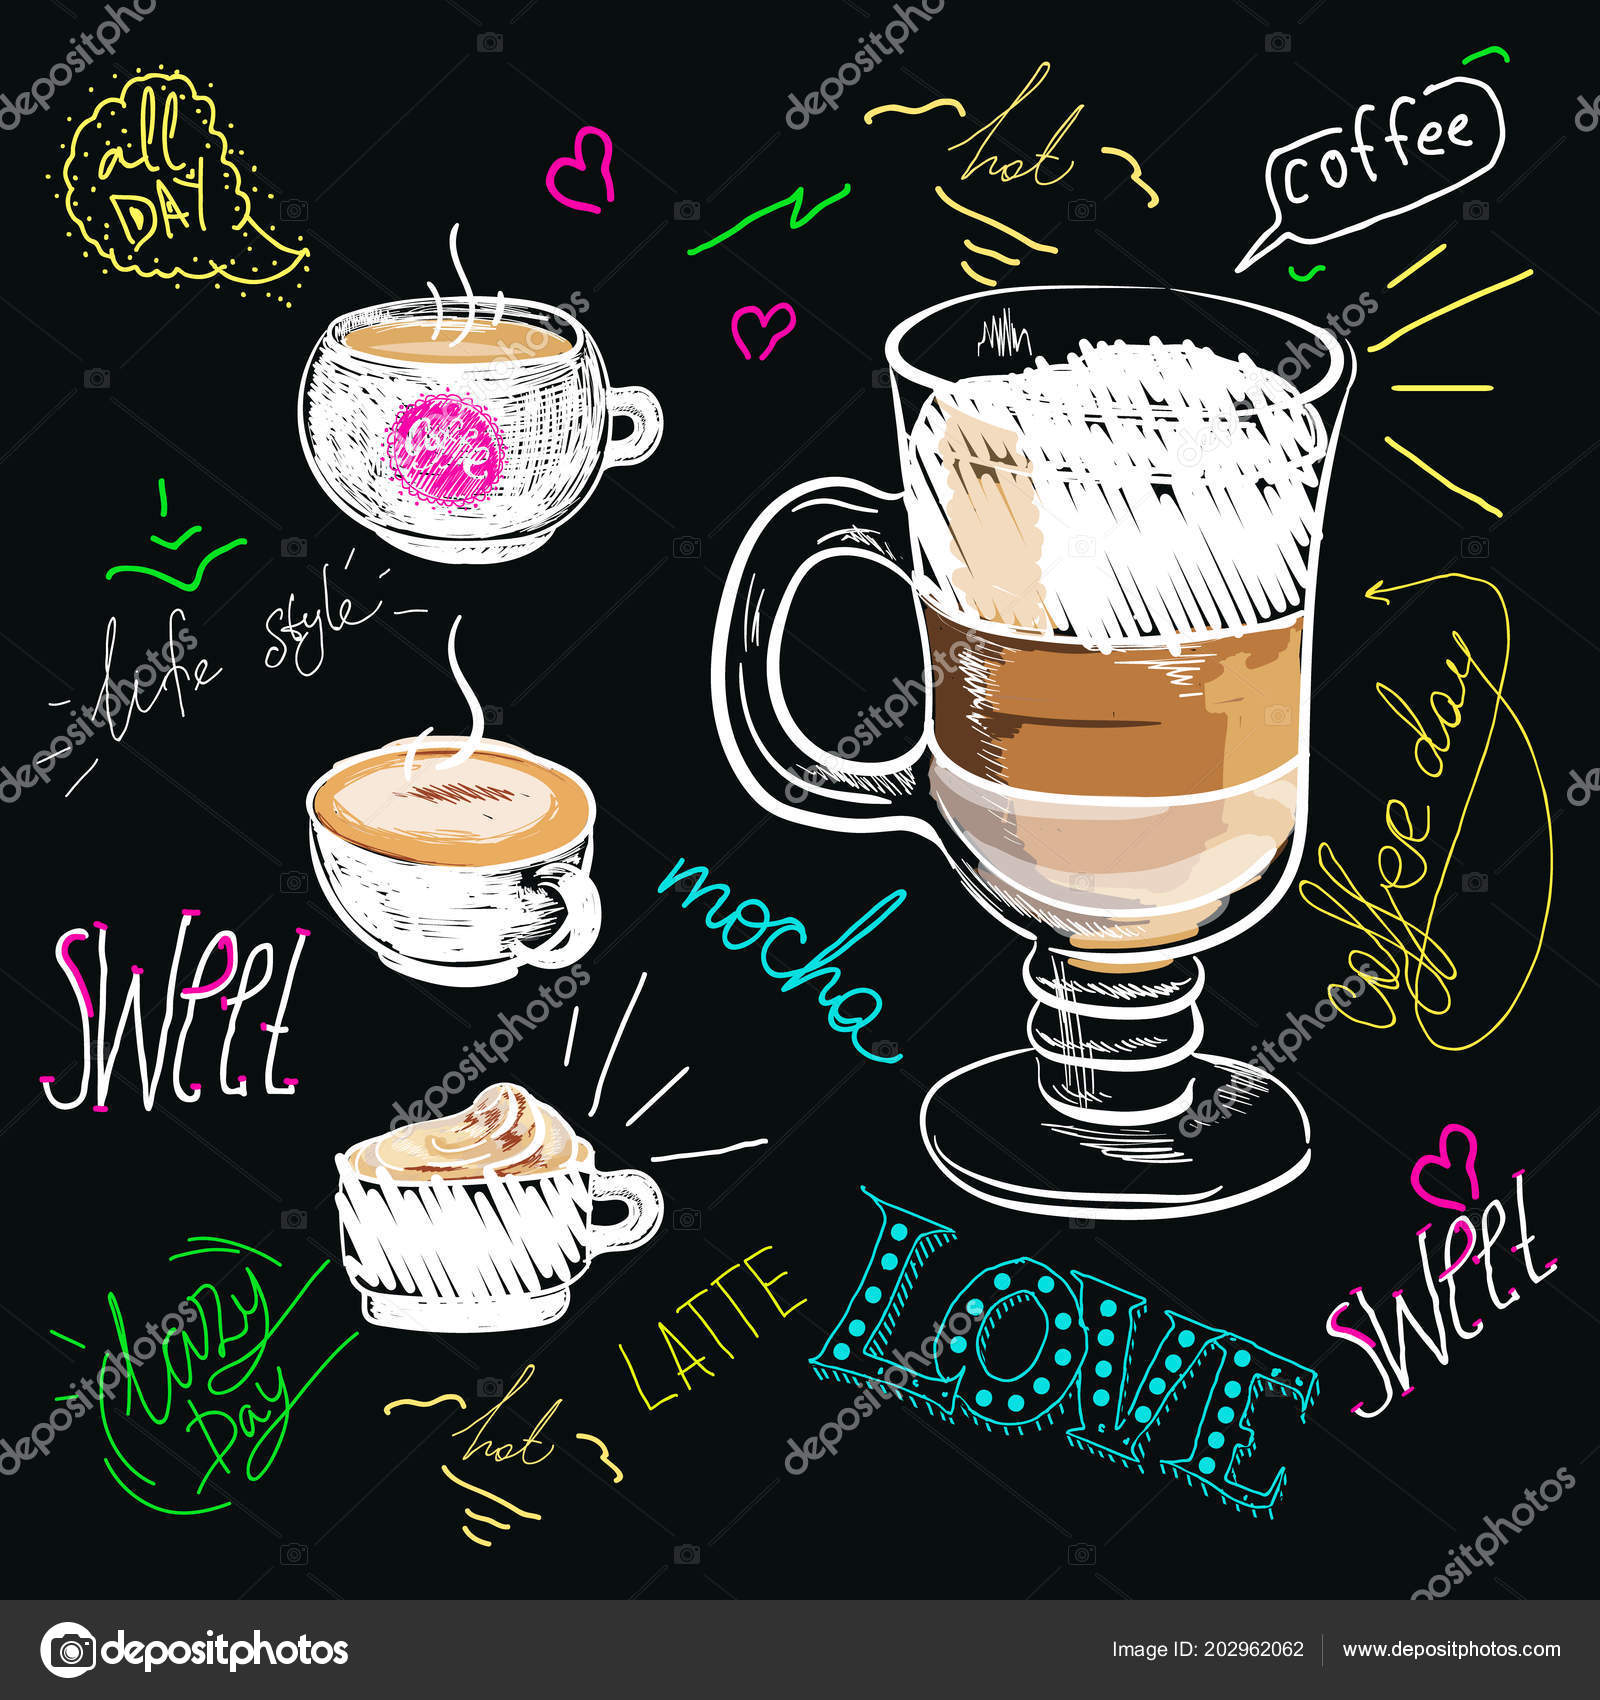 all
DAY
hot
coffee
Coffee
life style
coffee day
mocha
SWEET
SWEET
LATTE
LOVE
Lazy
Day
hot
depositphotos
Image ID: 202962062
www.depositphotos.com